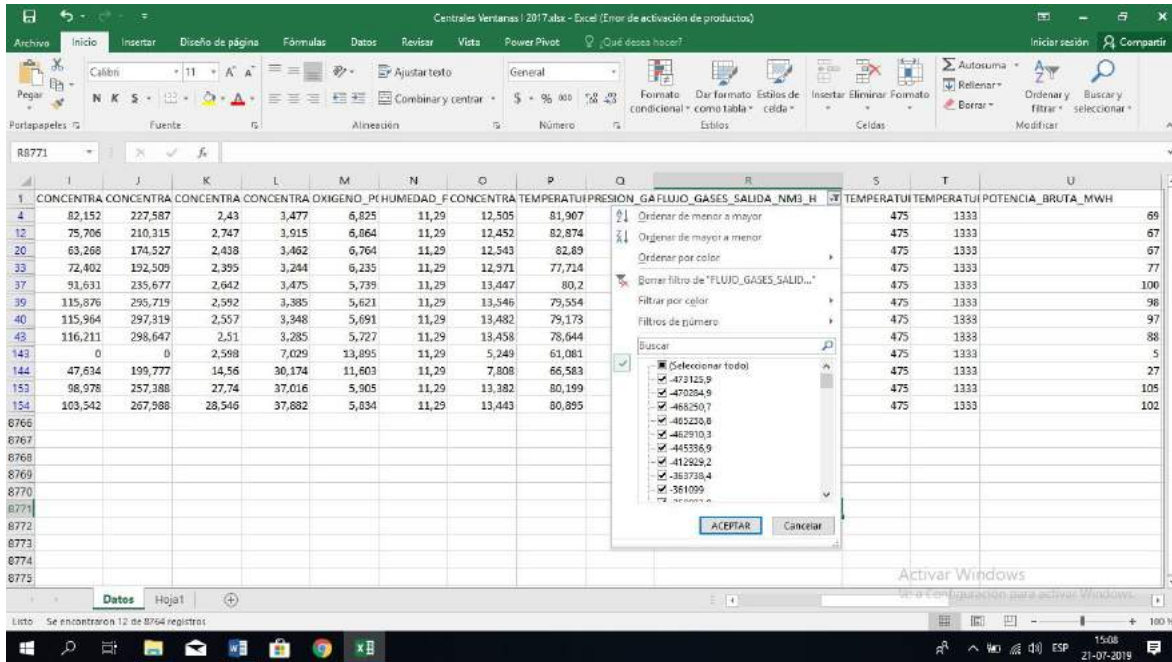 Centrales Ventanas I 2017.xlsx - Excel (Error de activación de productos)
Archivo Inicio Insertar Diseño de página Fórmulas Datos Revisar Vista Power Pivot ¿Qué desea hacer? Iniciar sesión Compartir
Pegar
Calibri 11
Ajustar texto
General
Autosuma
Rellenar
Borrar
N K S
Combinar y centrar
$ % 000
Formato condicional
Dar formato como tabla
Estilos de celda
Insertar Eliminar Formato
Ordenar y filtrar
Buscar y seleccionar
Portapapeles Fuente Alineación Número Estilos Celdas Modificar
R8771
I J K L M N O P Q R S T U
1 CONCENTRA CONCENTRA CONCENTRA CONCENTRA OXIGENO_P HUMEDAD_F CONCENTRA TEMPERATU PRESION_GA FLUJO_GASES_SALIDA_NM3_H TEMPERATU TEMPERATU POTENCIA_BRUTA_MWH
4 82,152 227,587 2,43 3,477 6,825 11,29 12,505 81,907 475 1333 69
12 75,706 210,315 2,747 3,915 6,864 11,29 12,452 82,874 475 1333 67
20 63,268 174,527 2,438 3,462 6,764 11,29 12,543 82,89 475 1333 67
33 72,402 192,509 2,395 3,244 6,235 11,29 12,971 77,714 475 1333 77
37 91,631 235,677 2,642 3,475 5,739 11,29 13,447 80,2 475 1333 100
39 115,876 295,719 2,592 3,385 5,621 11,29 13,546 79,554 475 1333 98
40 115,964 297,319 2,557 3,348 5,691 11,29 13,482 79,173 475 1333 97
43 116,211 298,647 2,51 3,285 5,727 11,29 13,458 78,644 475 1333 88
143 0 0 2,598 7,029 13,895 11,29 5,249 61,081 475 1333 5
144 47,634 199,777 14,56 30,174 11,603 11,29 7,808 66,583 475 1333 27
153 98,978 257,388 27,74 37,016 5,905 11,29 13,382 80,199 475 1333 105
154 103,542 267,988 28,546 37,882 5,834 11,29 13,443 80,895 475 1333 102
8766
8767
8768
8769
8770
8771
8772
8773
8774
8775
Ordenar de menor a mayor
Ordenar de mayor a menor
Ordenar por color
Borrar filtro de "FLUJO_GASES_SALID..."
Filtrar por color
Filtros de número
Buscar
(Seleccionar todo)
-473125,9
-470284,9
-468250,7
-465238,8
-462910,3
-445336,9
-412929,2
-363738,4
-361099
ACEPTAR Cancelar
Activar Windows
Ve a Configuración para activar Windows.
Datos Hoja1
Listo Se encontraron 12 de 8764 registros
100 %
ESP
15:08
21-07-2019